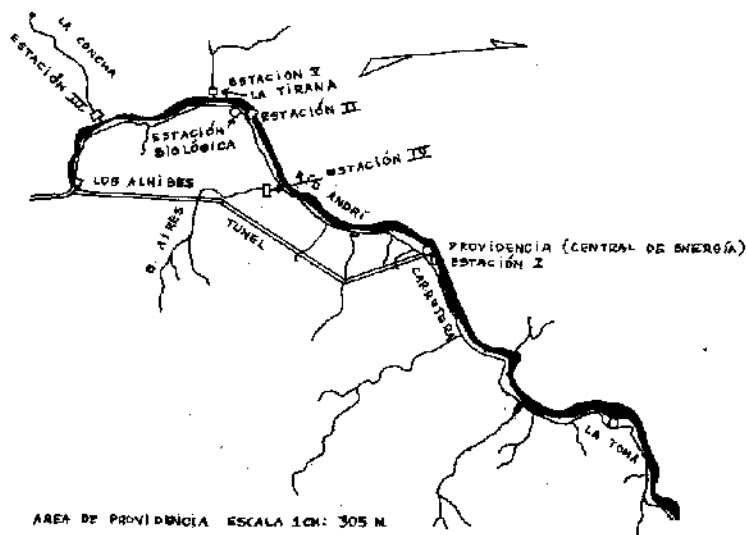 LA CONCHA
ESTACIÓN III
ESTACIÓN V
LA TIRANA
ESTACIÓN II
ESTACIÓN
BIOLÓGICA
ESTACIÓN IV
LOS ALHIBES
ANDRÍ
B. AIRES
TUNEL
PROVIDENCIA (CENTRAL DE ENERGÍA)
ESTACIÓN I
CARRETERA
LA TOMA
AREA DE PROVIDENCIA ESCALA 1CM: 305 M